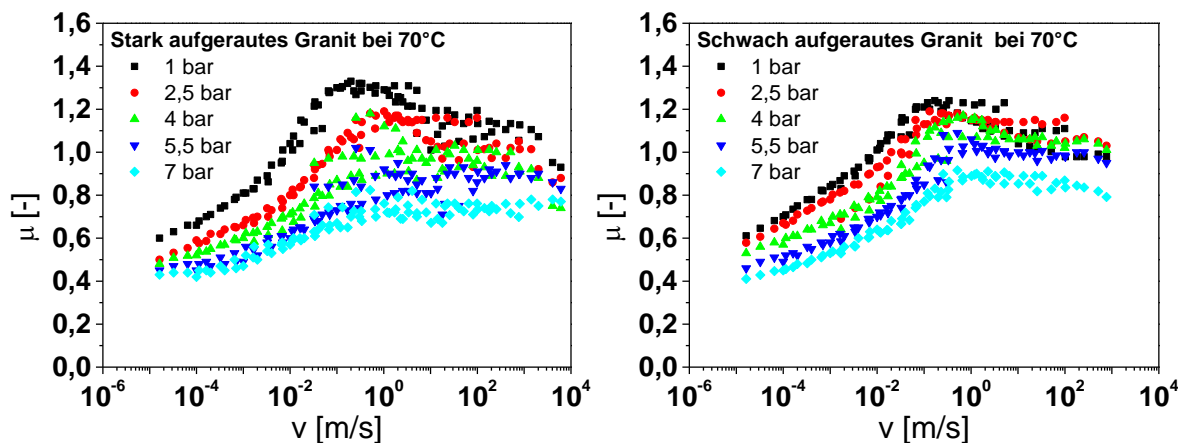 Stark aufgerautes Granit bei 70°C
1 bar
2,5 bar
4 bar
5,5 bar
7 bar
1,6
1,4
1,2
1,0
0,8
0,6
0,4
0,2
0,0
μ [-]
10⁻⁶ 10⁻⁴ 10⁻² 10⁰ 10² 10⁴
v [m/s]
Schwach aufgerautes Granit bei 70°C
1 bar
2,5 bar
4 bar
5,5 bar
7 bar
1,6
1,4
1,2
1,0
0,8
0,6
0,4
0,2
0,0
μ [-]
10⁻⁶ 10⁻⁴ 10⁻² 10⁰ 10² 10⁴
v [m/s]